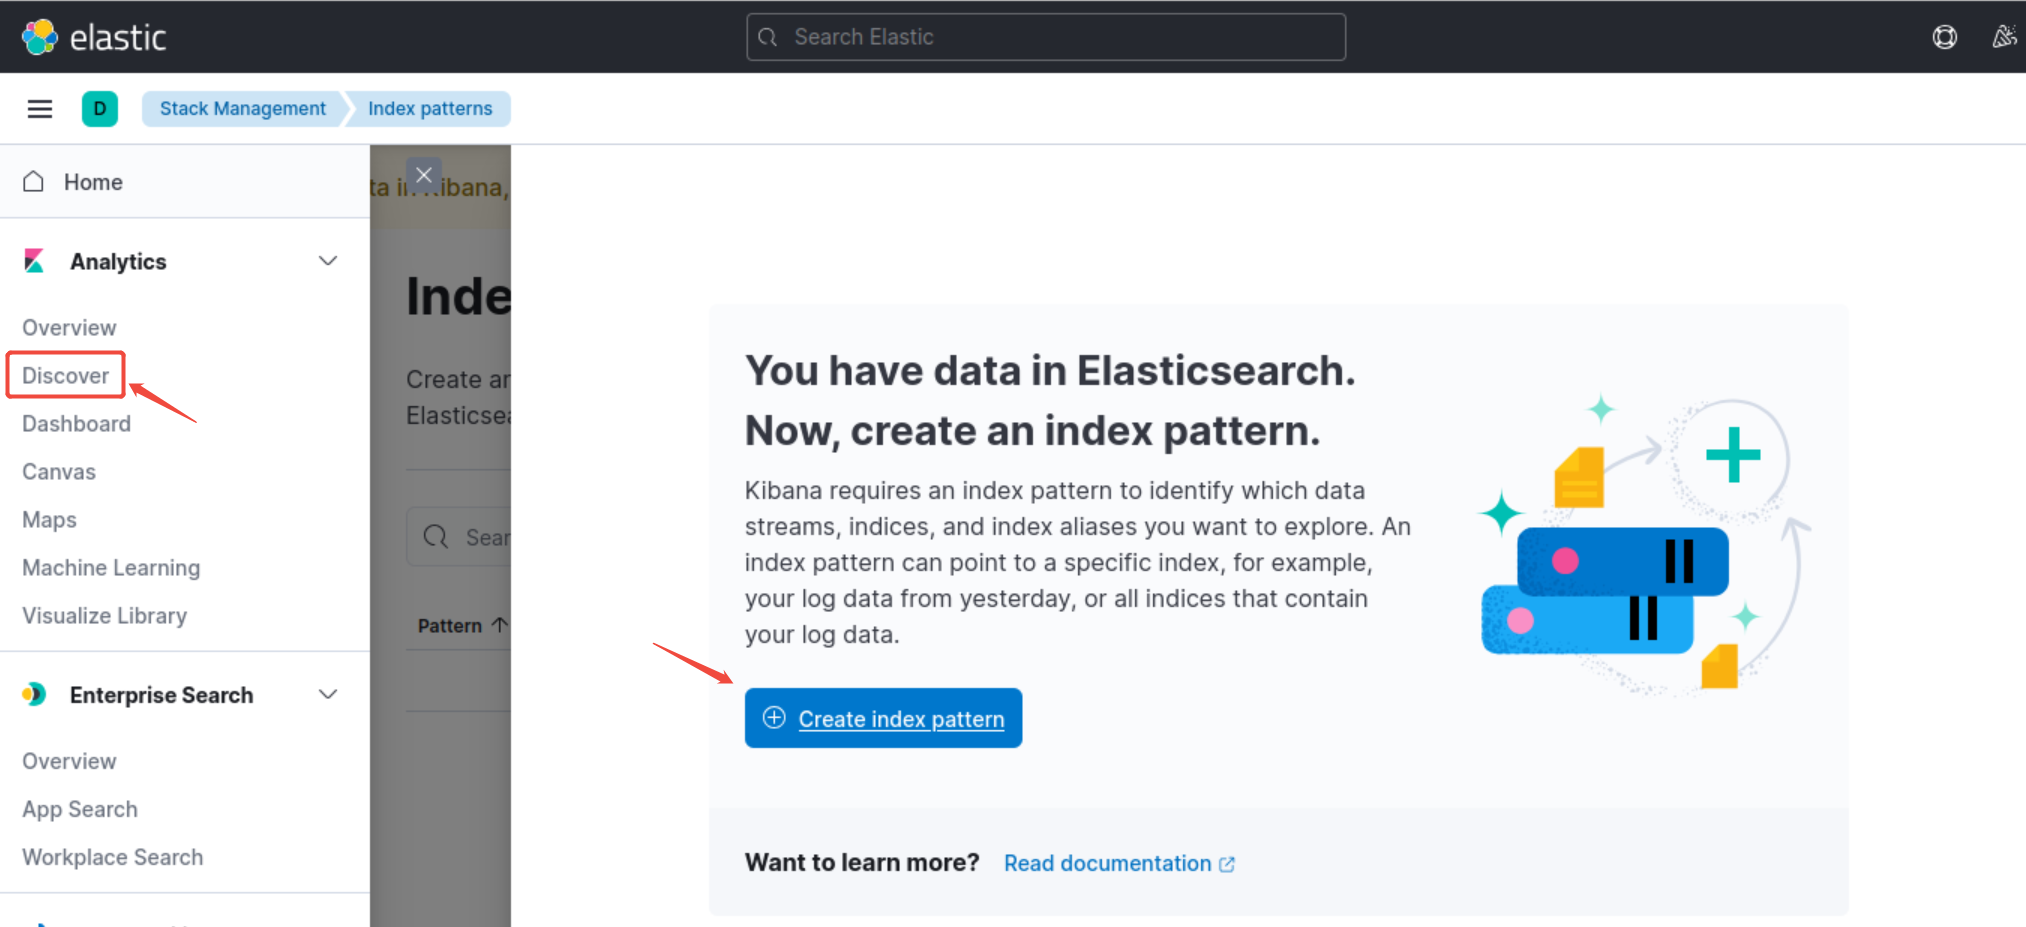 elastic
Search Elastic
D
Stack Management
Index patterns
Home
Analytics
Overview
Discover
Dashboard
Canvas
Maps
Machine Learning
Visualize Library
Enterprise Search
Overview
App Search
Workplace Search
ibana,
Inde
Create
Elasticse
Sear
Pattern
You have data in Elasticsearch.
Now, create an index pattern.
Kibana requires an index pattern to identify which data
streams, indices, and index aliases you want to explore. An
index pattern can point to a specific index, for example,
your log data from yesterday, or all indices that contain
your log data.
Create index pattern
Want to learn more?
Read documentation